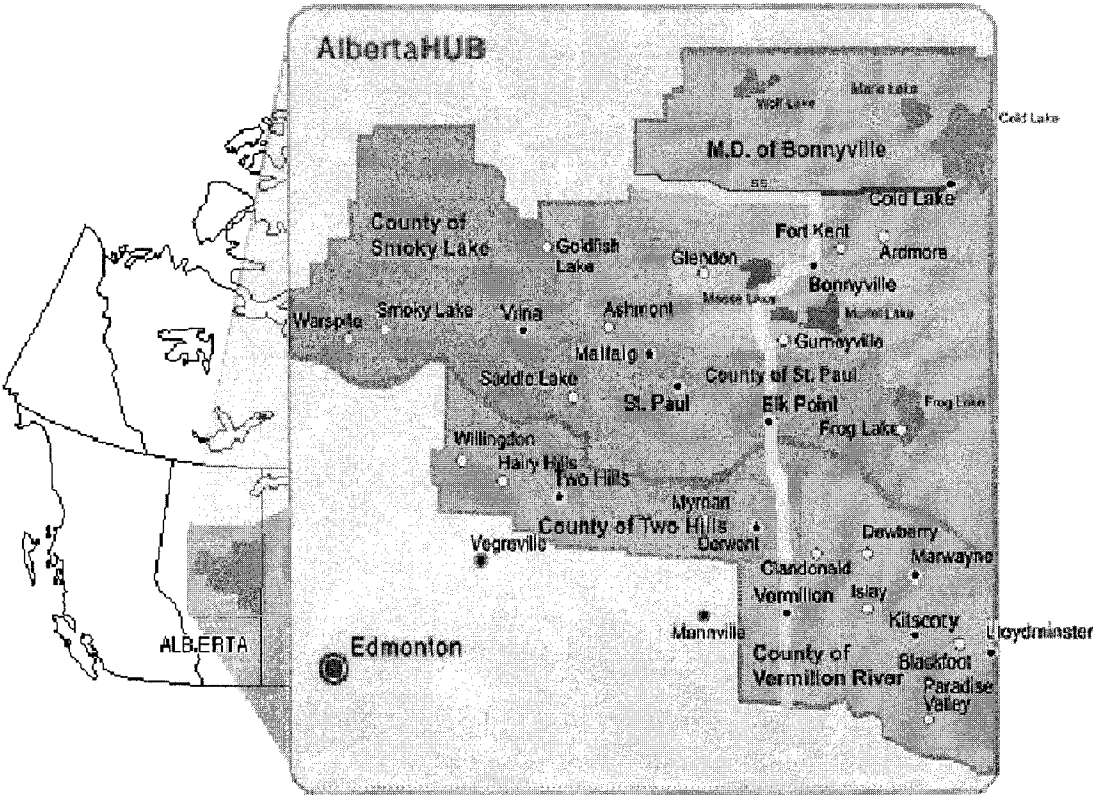 AlbertaHUB
Wolf Lake
Marie Lake
Cold Lake
M.D. of Bonnyville
55
Cold Lake
County of
Smoky Lake
Goldfish
Lake
Fort Kent
Ardmore
Glendon
Bonnyville
Moose Lake
Muriel Lake
Warspite
Smoky Lake
Vilna
Ashmont
Gurneyville
Mallaig
County of St. Paul
Saddle Lake
St. Paul
Elk Point
Frog Lake
Frog Lake
Willingdon
Hairy Hills
Two Hills
Myrnam
County of Two Hills
Derwent
Dewberry
Vegreville
Clandonald
Marwayne
Vermilion
Islay
Mannville
Kitscoty
Lloydminster
ALBERTA
Edmonton
County of
Vermilion River
Blackfoot
Paradise
Valley